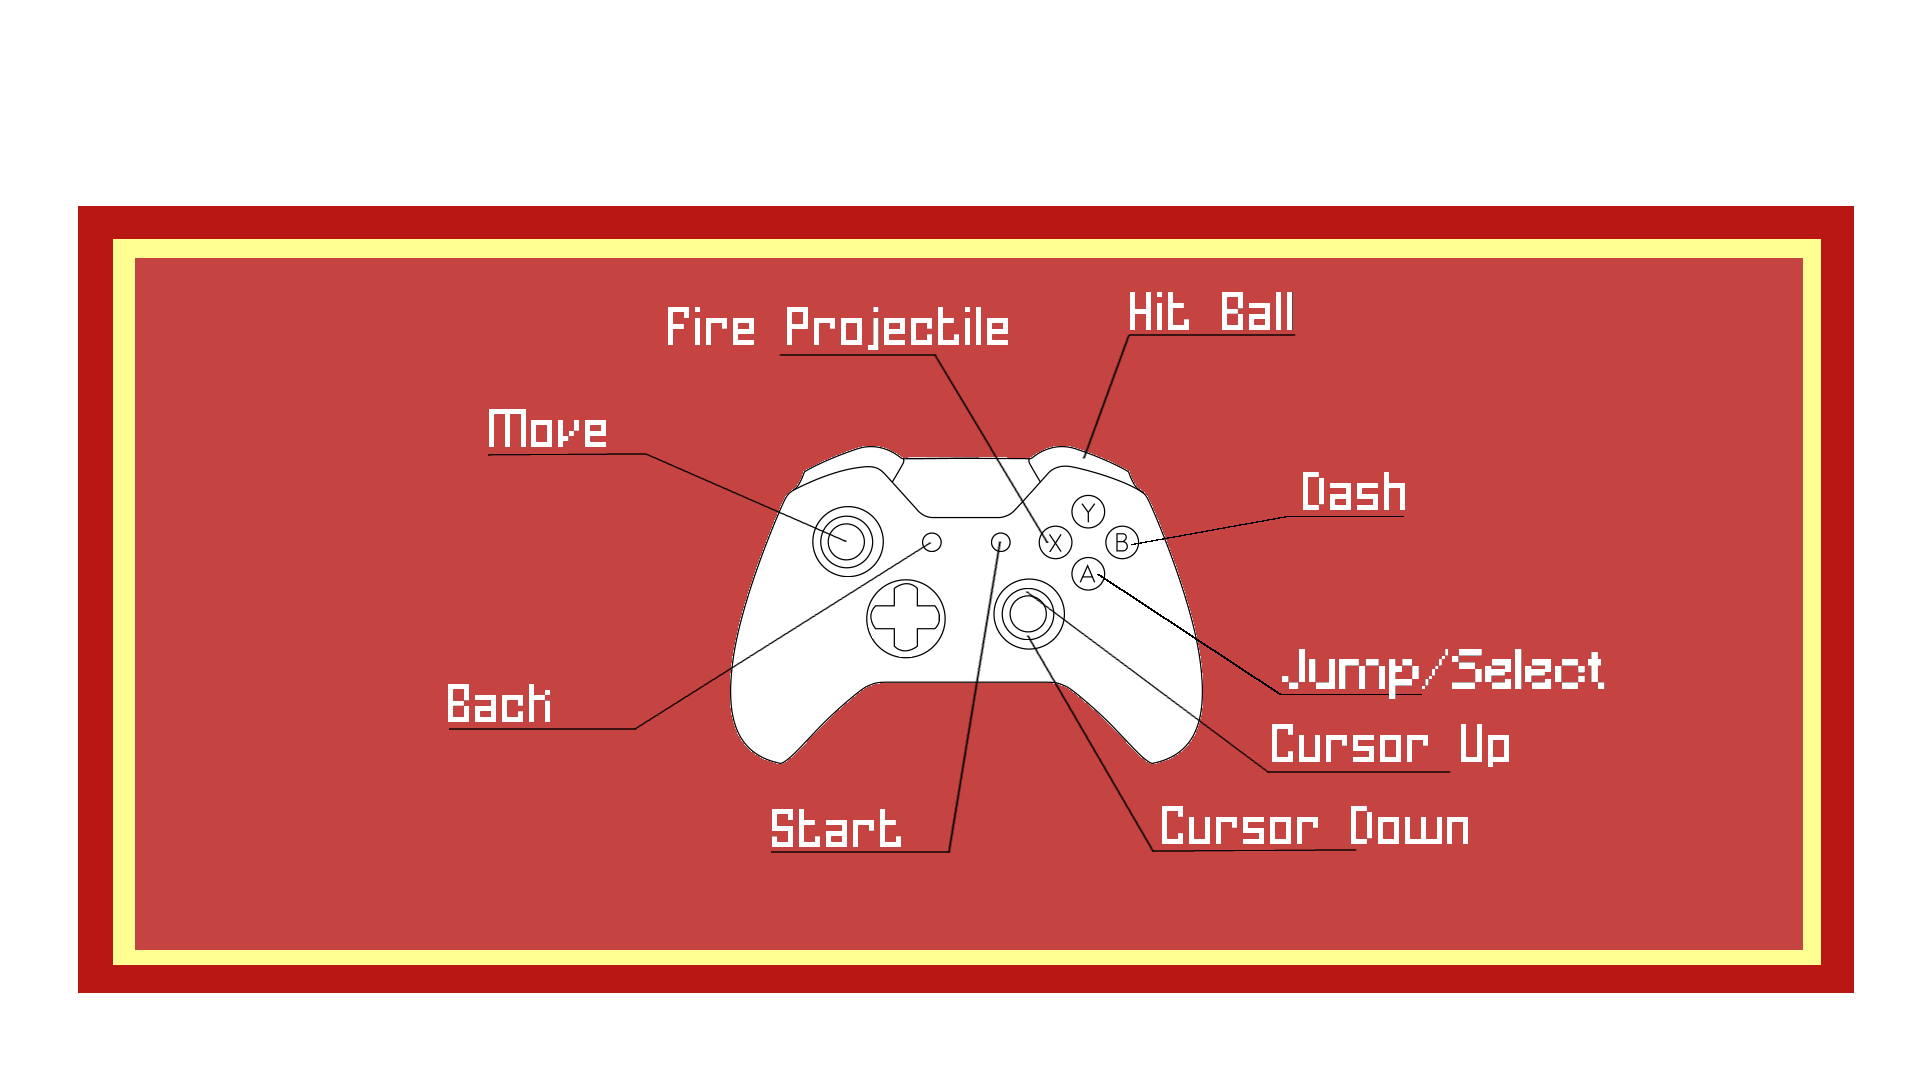 Hit Ball
Fire Projectile
Move
Dash
Y
X
B
A
Jump/Select
Back
Cursor Up
Cursor Down
Start